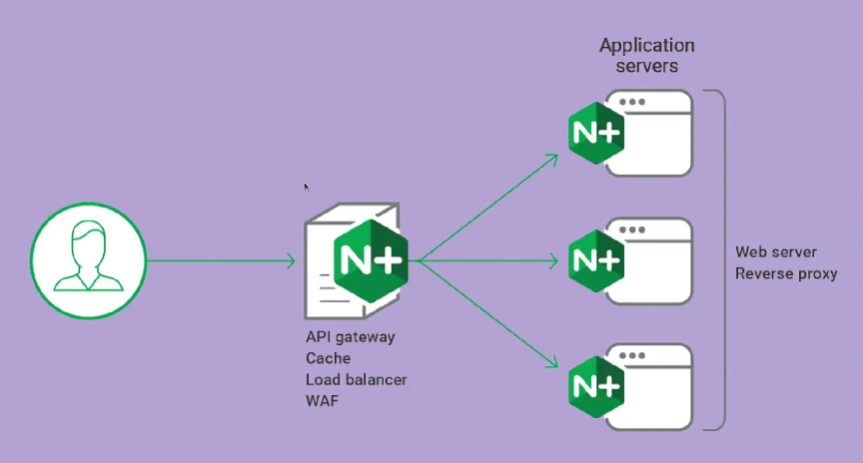 Application
servers
N+
N+
N+
N+
API gateway
Cache
Load balancer
WAF
Web server
Reverse proxy